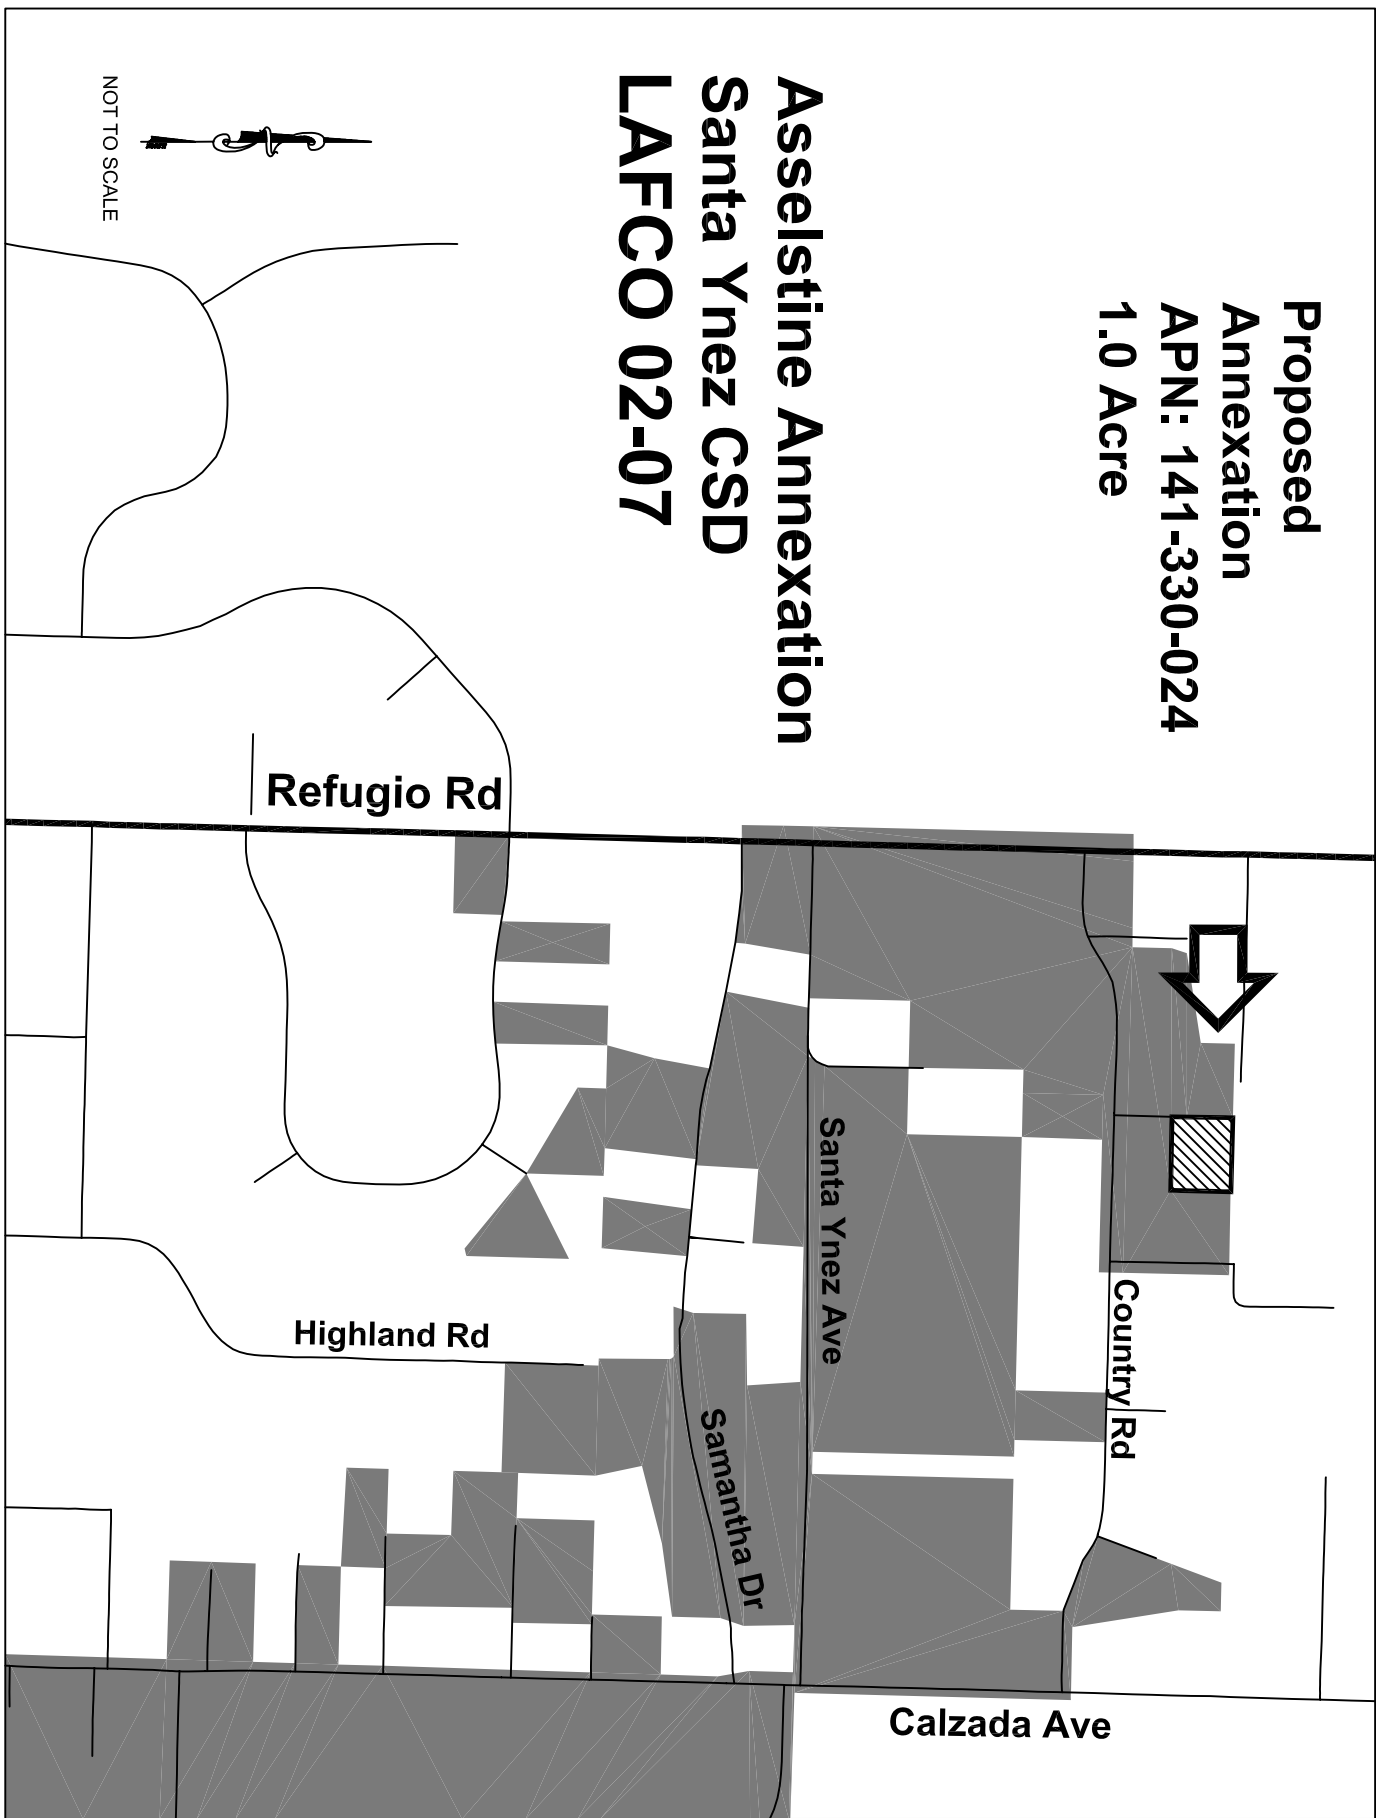 Proposed
Annexation
APN: 141-330-024
1.0 Acre
Asselstine Annexation
Santa Ynez CSD
LAFCO 02-07
NOT TO SCALE
Refugio Rd
Santa Ynez Ave
Country Rd
Highland Rd
Samantha Dr
Calzada Ave